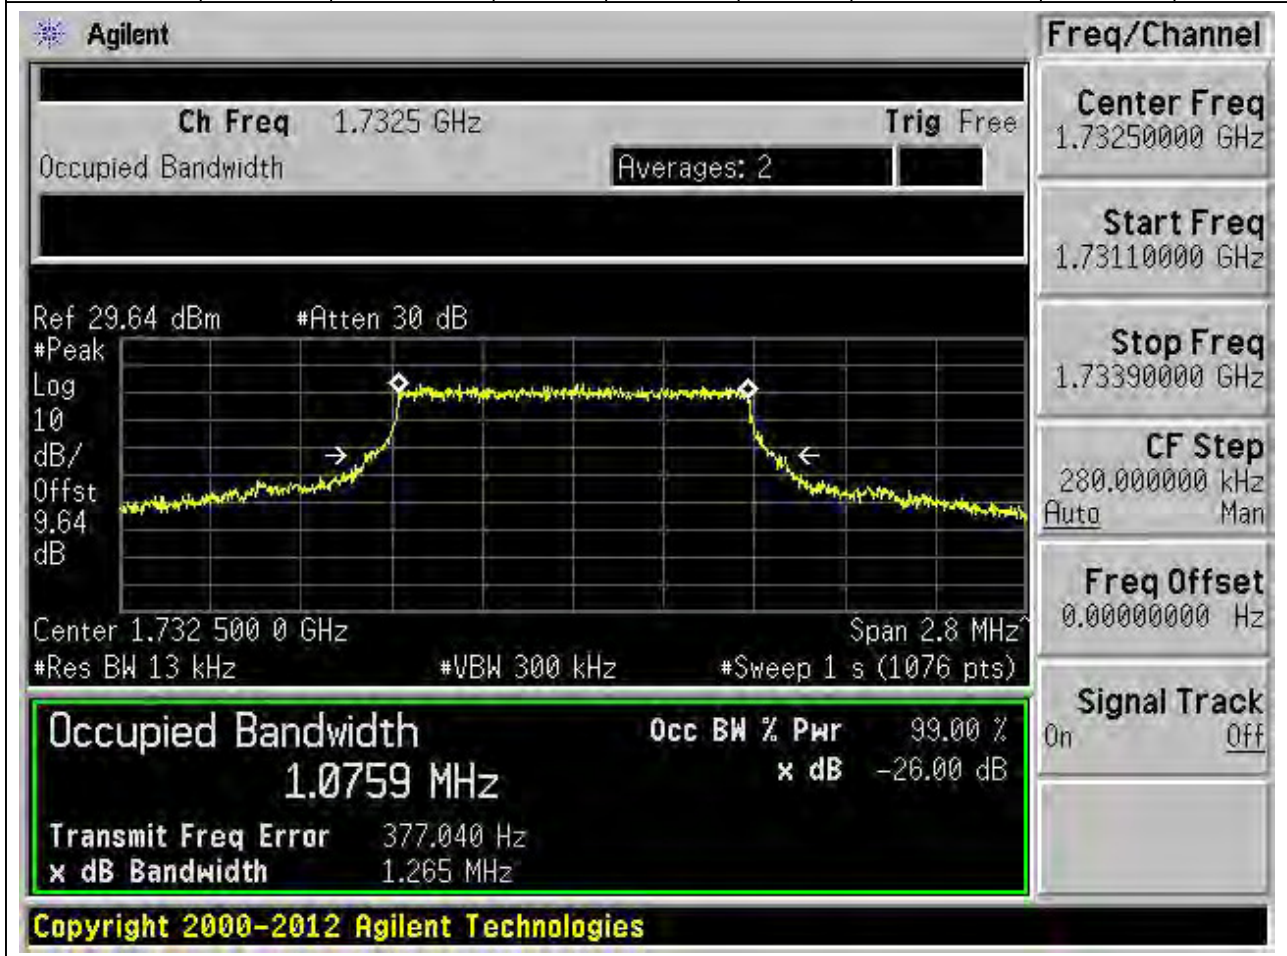 Agilent
Freq/Channel
Ch Freq 1.7325 GHz Trig Free
Occupied Bandwidth Averages: 2
Center Freq
1.73250000 GHz
Start Freq
1.73110000 GHz
Stop Freq
1.73390000 GHz
CF Step
280.000000 kHz
Auto Man
Freq Offset
0.00000000 Hz
Signal Track
On Off
Ref 29.64 dBm #Atten 30 dB
#Peak
Log
10
dB/
Offst
9.64
dB
Center 1.732 500 0 GHz Span 2.8 MHz^
#Res BW 13 kHz #VBW 300 kHz #Sweep 1 s (1076 pts)
Occupied Bandwidth Occ BW % Pwr 99.00 %
1.0759 MHz x dB -26.00 dB
Transmit Freq Error 377.040 Hz
x dB Bandwidth 1.265 MHz
Copyright 2000-2012 Agilent Technologies